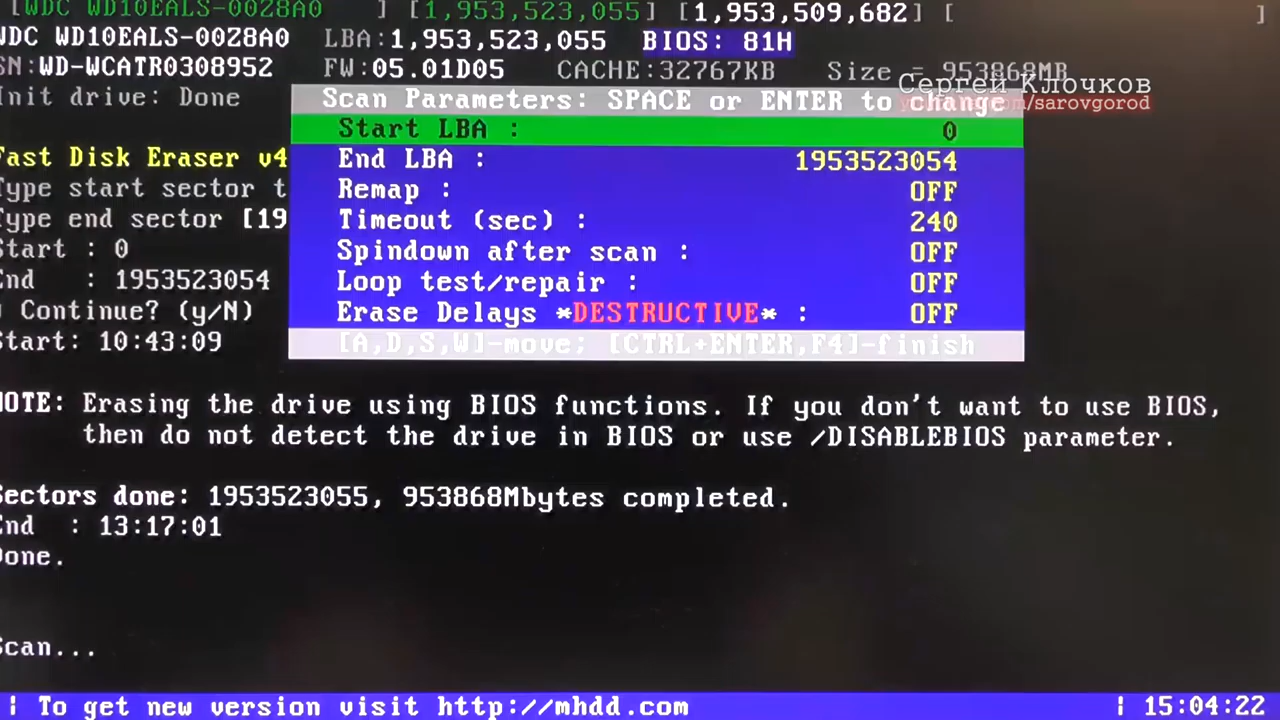 [WDC WD10EALS-00Z8A0 ] [1,953,523,055] [1,953,509,682] [ ]
WDC WD10EALS-00Z8A0 LBA:1,953,523,055 BIOS: 81H
SN:WD-WCATR0308952 FW:05.01D05 CACHE:32767KB Size = 953868MB
Init drive: Done
Сергей Клочков
/sarovgorod
Scan Parameters: SPACE or ENTER to change
Start LBA : 0
End LBA : 1953523054
Remap : OFF
Timeout (sec) : 240
Spindown after scan : OFF
Loop test/repair : OFF
Erase Delays *DESTRUCTIVE* : OFF
[A,D,S,W]-move; [CTRL+ENTER,F4]-finish
Fast Disk Eraser v4
Type start sector t
Type end sector [19
Start : 0
End : 1953523054
Continue? (y/N)
Start: 10:43:09
NOTE: Erasing the drive using BIOS functions. If you don't want to use BIOS,
then do not detect the drive in BIOS or use /DISABLEBIOS parameter.
Sectors done: 1953523055, 953868Mbytes completed.
End : 13:17:01
Done.
Scan...
| To get new version visit http://mhdd.com | 15:04:22